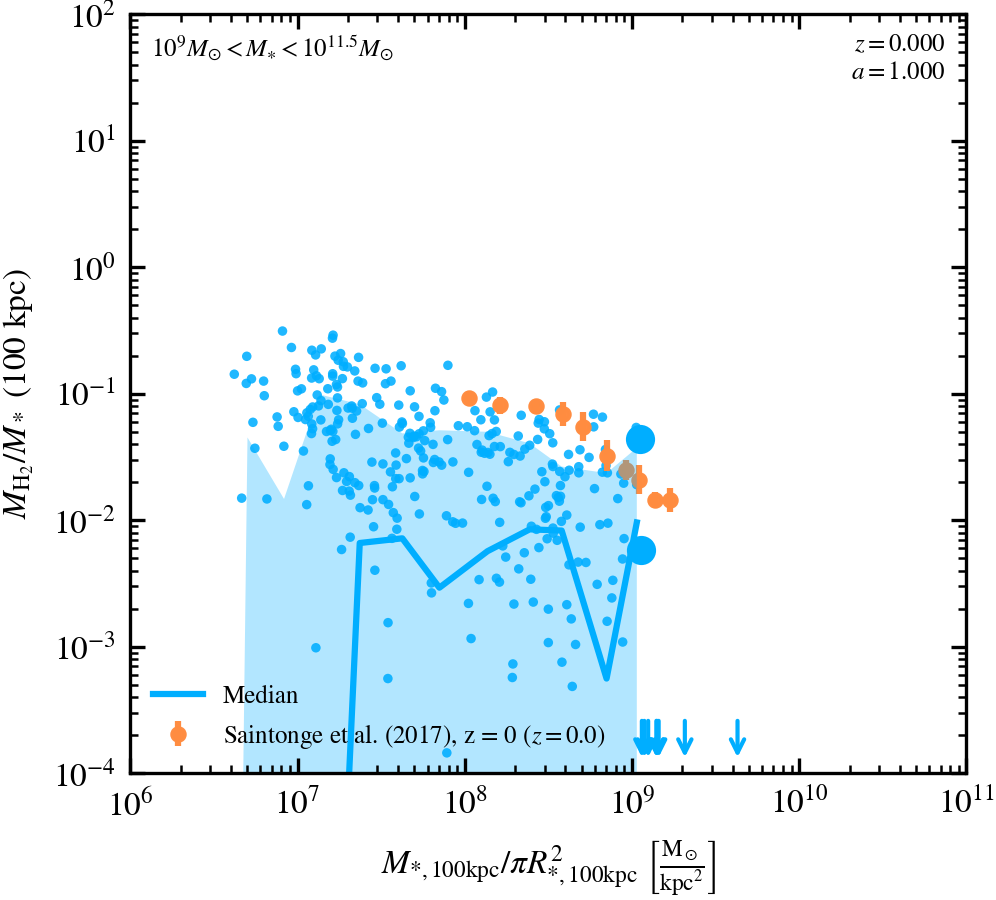 10^2
10^9 M_⊙ < M_* < 10^11.5 M_⊙
z = 0.000
a = 1.000
10^1
10^0
10^−1
10^−2
10^−3
10^−4
M_H2/M_* (100 kpc)
Median
Saintonge et al. (2017), z = 0 (z = 0.0)
10^6 10^7 10^8 10^9 10^10 10^11
M_*,100kpc/πR^2_*,100kpc [M_⊙/kpc^2]